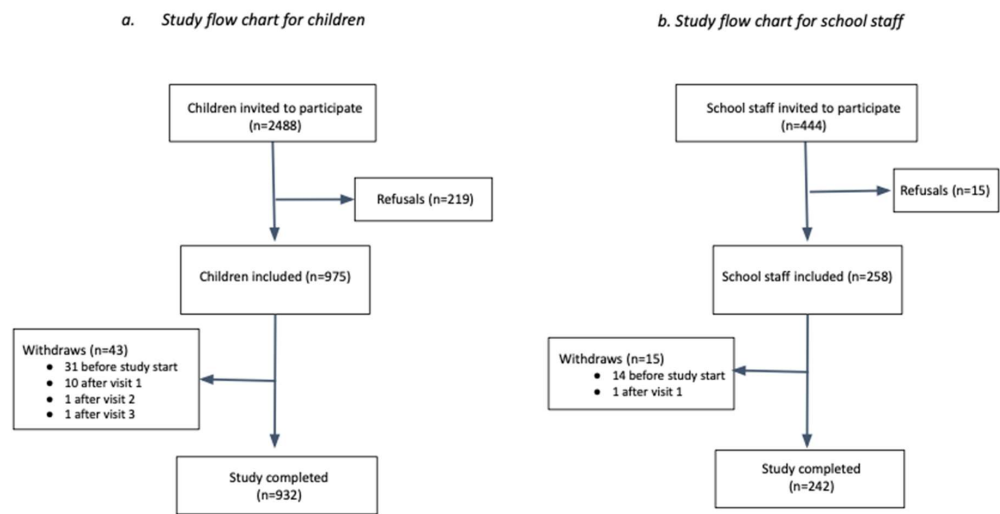 a. Study flow chart for children
Children invited to participate
(n=2488)
Refusals (n=219)
Children included (n=975)
Withdraws (n=43)
• 31 before study start
• 10 after visit 1
• 1 after visit 2
• 1 after visit 3
Study completed
(n=932)
b. Study flow chart for school staff
School staff invited to participate
(n=444)
Refusals (n=15)
School staff included (n=258)
Withdraws (n=15)
• 14 before study start
• 1 after visit 1
Study completed
(n=242)